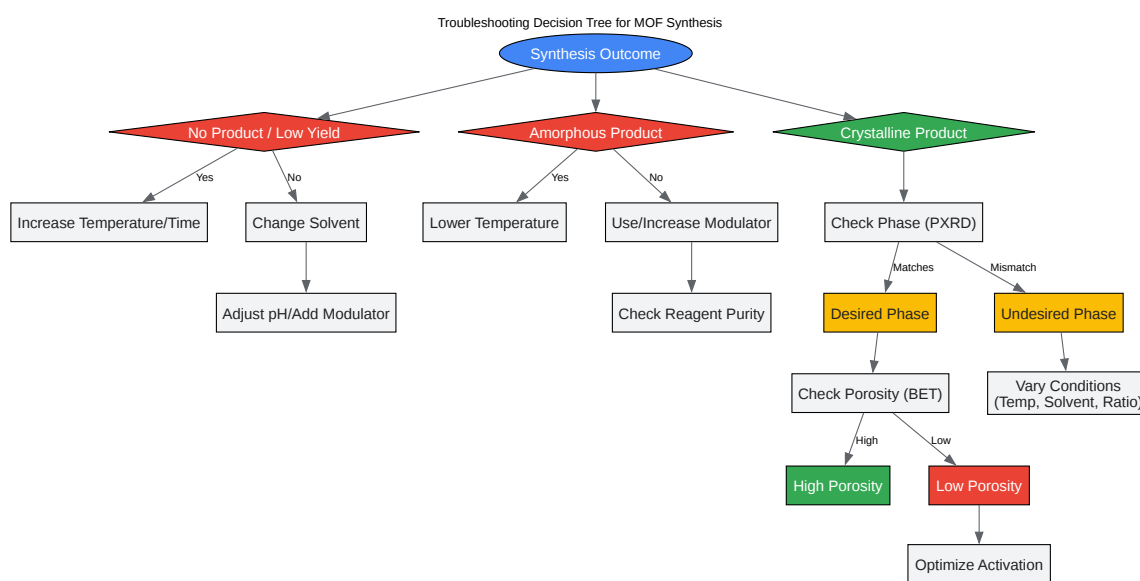 Troubleshooting Decision Tree for MOF Synthesis
Synthesis Outcome
No Product / Low Yield
Amorphous Product
Crystalline Product
Yes
No
Yes
No
Increase Temperature/Time
Change Solvent
Lower Temperature
Use/Increase Modulator
Check Phase (PXRD)
Matches
Mismatch
Adjust pH/Add Modulator
Check Reagent Purity
Desired Phase
Undesired Phase
Check Porosity (BET)
Vary Conditions
(Temp, Solvent, Ratio)
High
Low
High Porosity
Low Porosity
Optimize Activation